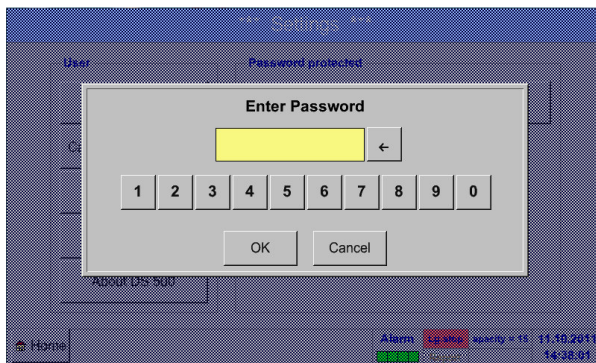 *** Settings ***
User
Password protected
Enter Password
←
1 2 3 4 5 6 7 8 9 0
OK Cancel
About DS 500
Home
Alarm
11.10.2011
14:38:01